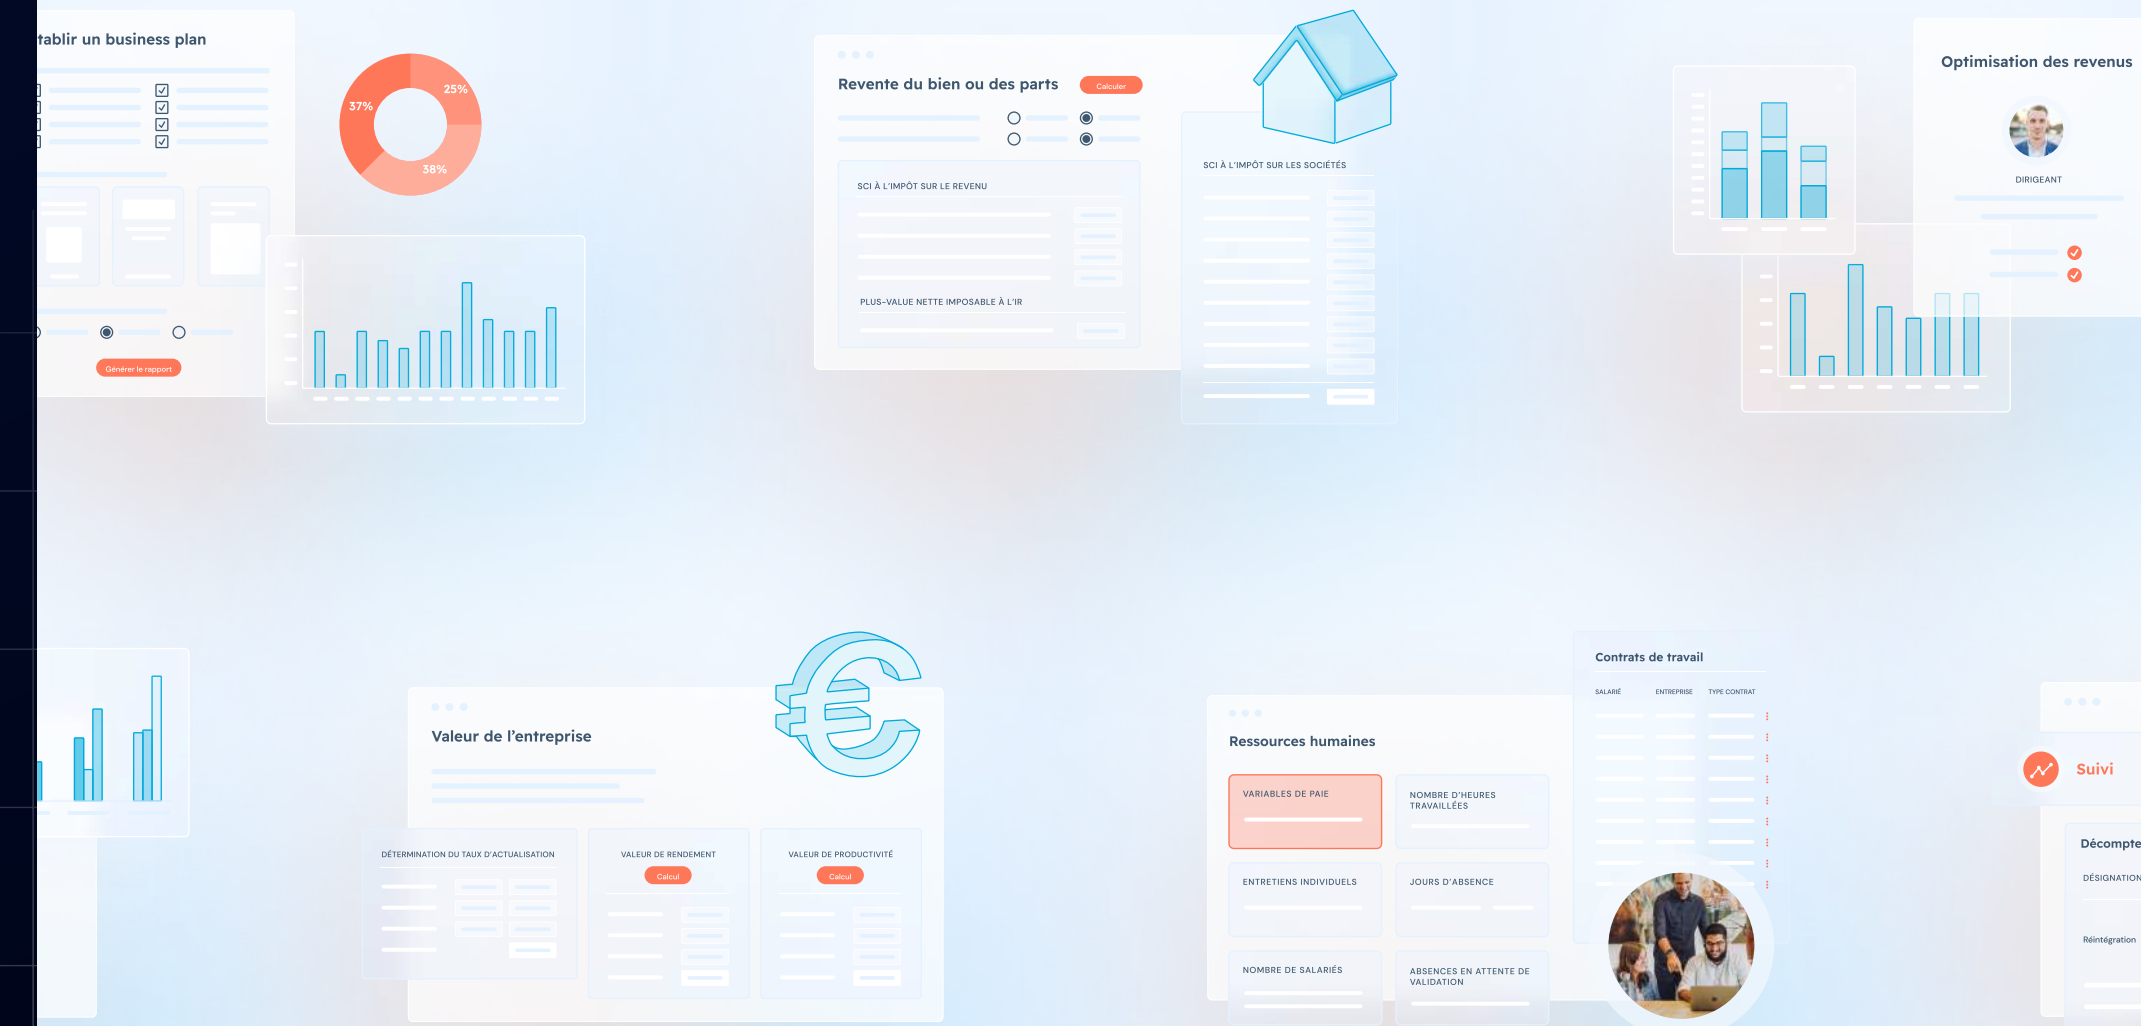 tablir un business plan
37%
25%
38%
Générer le rapport
Revente du bien ou des parts
Calculer
SCI À L'IMPÔT SUR LE REVENU
PLUS-VALUE NETTE IMPOSABLE À L'IR
SCI À L'IMPÔT SUR LES SOCIÉTÉS
Optimisation des revenus
DIRIGEANT
Valeur de l’entreprise
DÉTERMINATION DU TAUX D'ACTUALISATION
VALEUR DE RENDEMENT
Calcul
VALEUR DE PRODUCTIVITÉ
Calcul
Ressources humaines
VARIABLES DE PAIE
NOMBRE D'HEURES
TRAVAILLÉES
ENTRETIENS INDIVIDUELS
JOURS D'ABSENCE
NOMBRE DE SALARIÉS
ABSENCES EN ATTENTE DE
VALIDATION
Contrats de travail
SALARIÉ ENTREPRISE TYPE CONTRAT
Suivi
Décompte
DÉSIGNATION
Réintégration